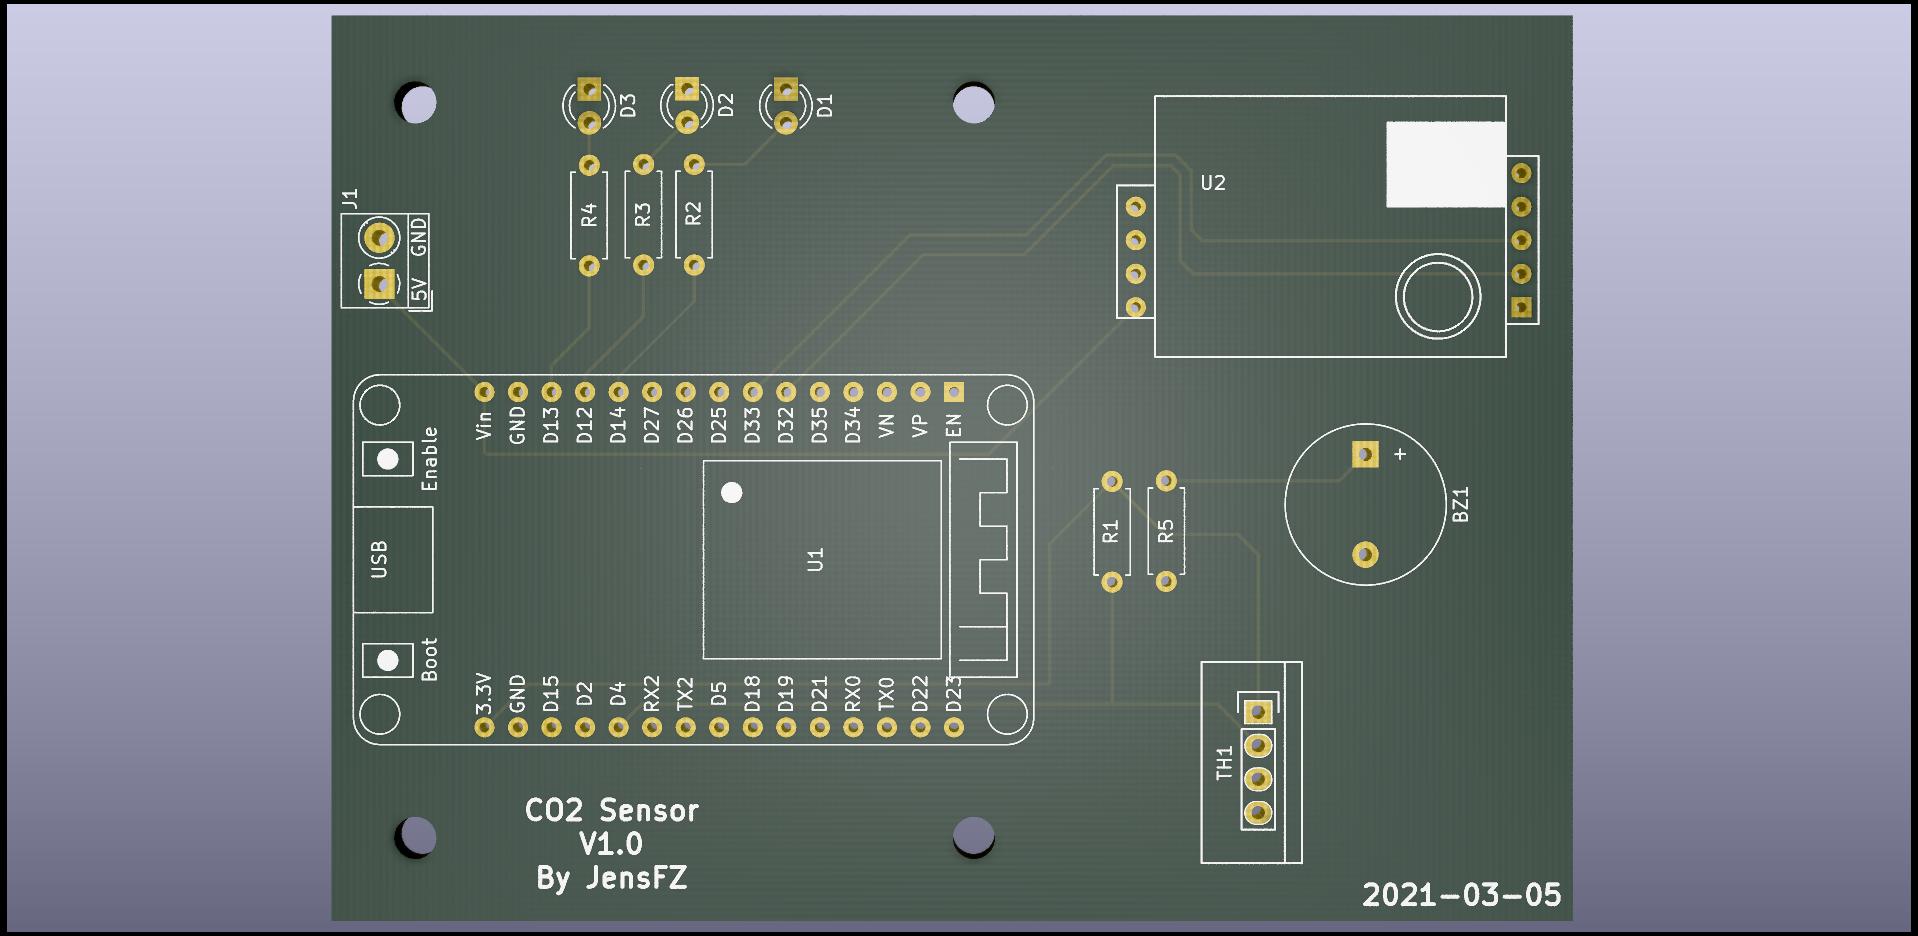 D3
D2
D1
J1
GND
5V
R4
R3
R2
U2
Vin
GND
D13
D12
D14
D27
D26
D25
D33
D32
D35
D34
VN
VP
EN
Enable
USB
Boot
U1
R1
R5
+
BZ1
3.3V
GND
D15
D2
D4
RX2
TX2
D5
D18
D19
D21
RX0
TX0
D22
D23
TH1
CO2 Sensor
V1.0
By JensFZ
2021-03-05